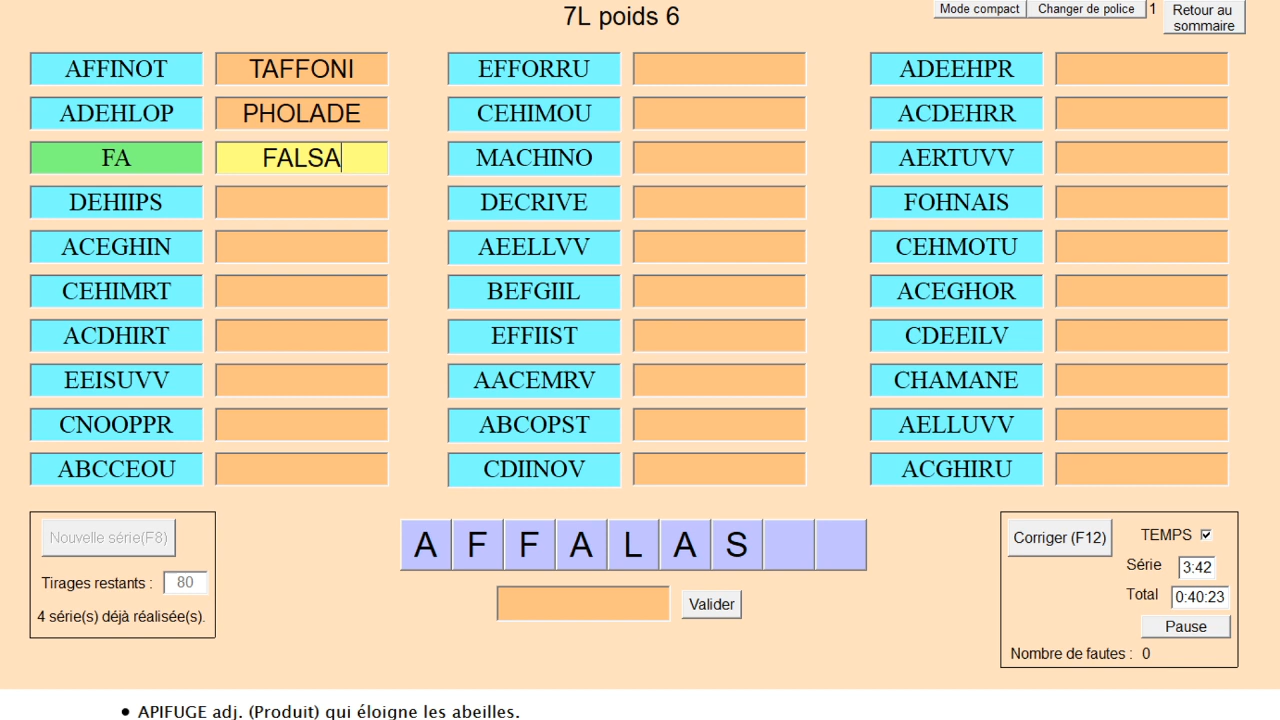 7L poids 6
Mode compact Changer de police 1 Retour au sommaire
AFFINOT TAFFONI EFFORRU ADEEHPR
ADEHLOP PHOLADE CEHIMOU ACDEHRR
FA FALSA MACHINO AERTUVV
DEHIIPS DECRIVE FOHNAIS
ACEGHIN AEELLVV CEHMOTU
CEHIMRT BEFGIIL ACEGHOR
ACDHIRT EFFIIST CDEEILV
EEISUVV AACEMRV CHAMANE
CNOOPPR ABCOPST AELLUVV
ABCCEOU CDIINOV ACGHIRU
Nouvelle série(F8)
Tirages restants : 80
4 série(s) déjà réalisée(s).
A F F A L A S
Valider
Corriger (F12) TEMPS
Série 3:42
Total 0:40:23
Pause
Nombre de fautes : 0
• APIFUGE adj. (Produit) qui éloigne les abeilles.